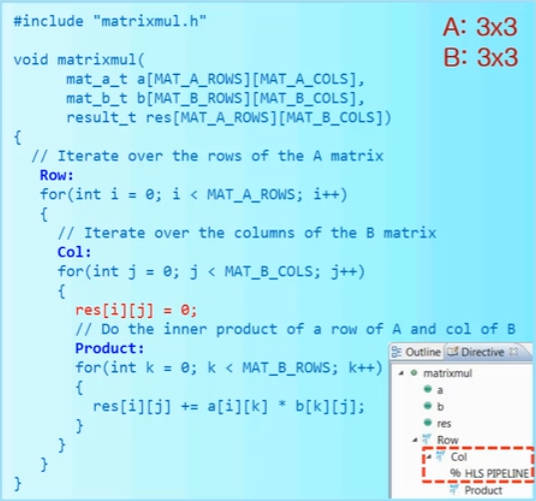 #include "matrixmul.h"
A: 3x3
B: 3x3
void matrixmul(
mat_a_t a[MAT_A_ROWS][MAT_A_COLS],
mat_b_t b[MAT_B_ROWS][MAT_B_COLS],
result_t res[MAT_A_ROWS][MAT_B_COLS])
{
// Iterate over the rows of the A matrix
Row:
for(int i = 0; i < MAT_A_ROWS; i++)
{
// Iterate over the columns of the B matrix
Col:
for(int j = 0; j < MAT_B_COLS; j++)
{
res[i][j] = 0;
// Do the inner product of a row of A and col of B
Product:
for(int k = 0; k < MAT_B_ROWS; k++)
{
res[i][j] += a[i][k] * b[k][j];
}
}
}
}
Outline Directive
matrixmul
a
b
res
Row
Col
% HLS PIPELINE
Product